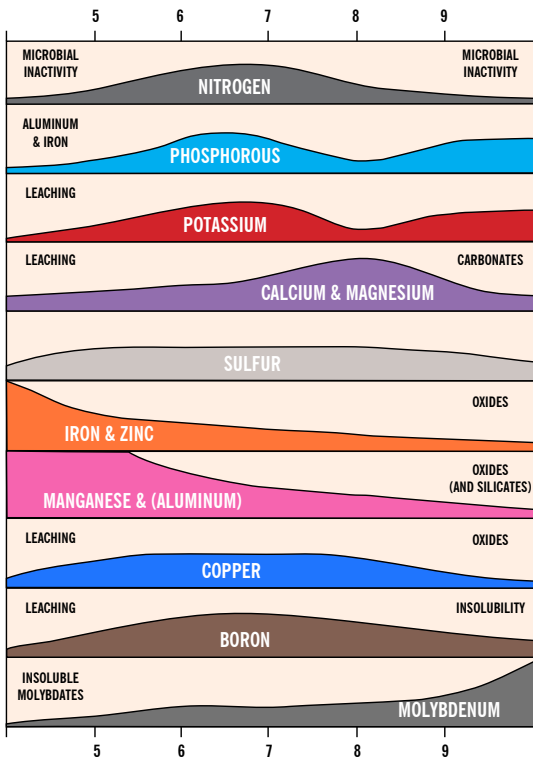 5 6 7 8 9
MICROBIAL
INACTIVITY
MICROBIAL
INACTIVITY
NITROGEN
ALUMINUM
& IRON
PHOSPHOROUS
LEACHING
POTASSIUM
LEACHING
CARBONATES
CALCIUM & MAGNESIUM
SULFUR
OXIDES
IRON & ZINC
OXIDES
(AND SILICATES)
MANGANESE & (ALUMINUM)
LEACHING
OXIDES
COPPER
LEACHING
INSOLUBILITY
BORON
INSOLUBLE
MOLYBDATES
MOLYBDENUM
5 6 7 8 9